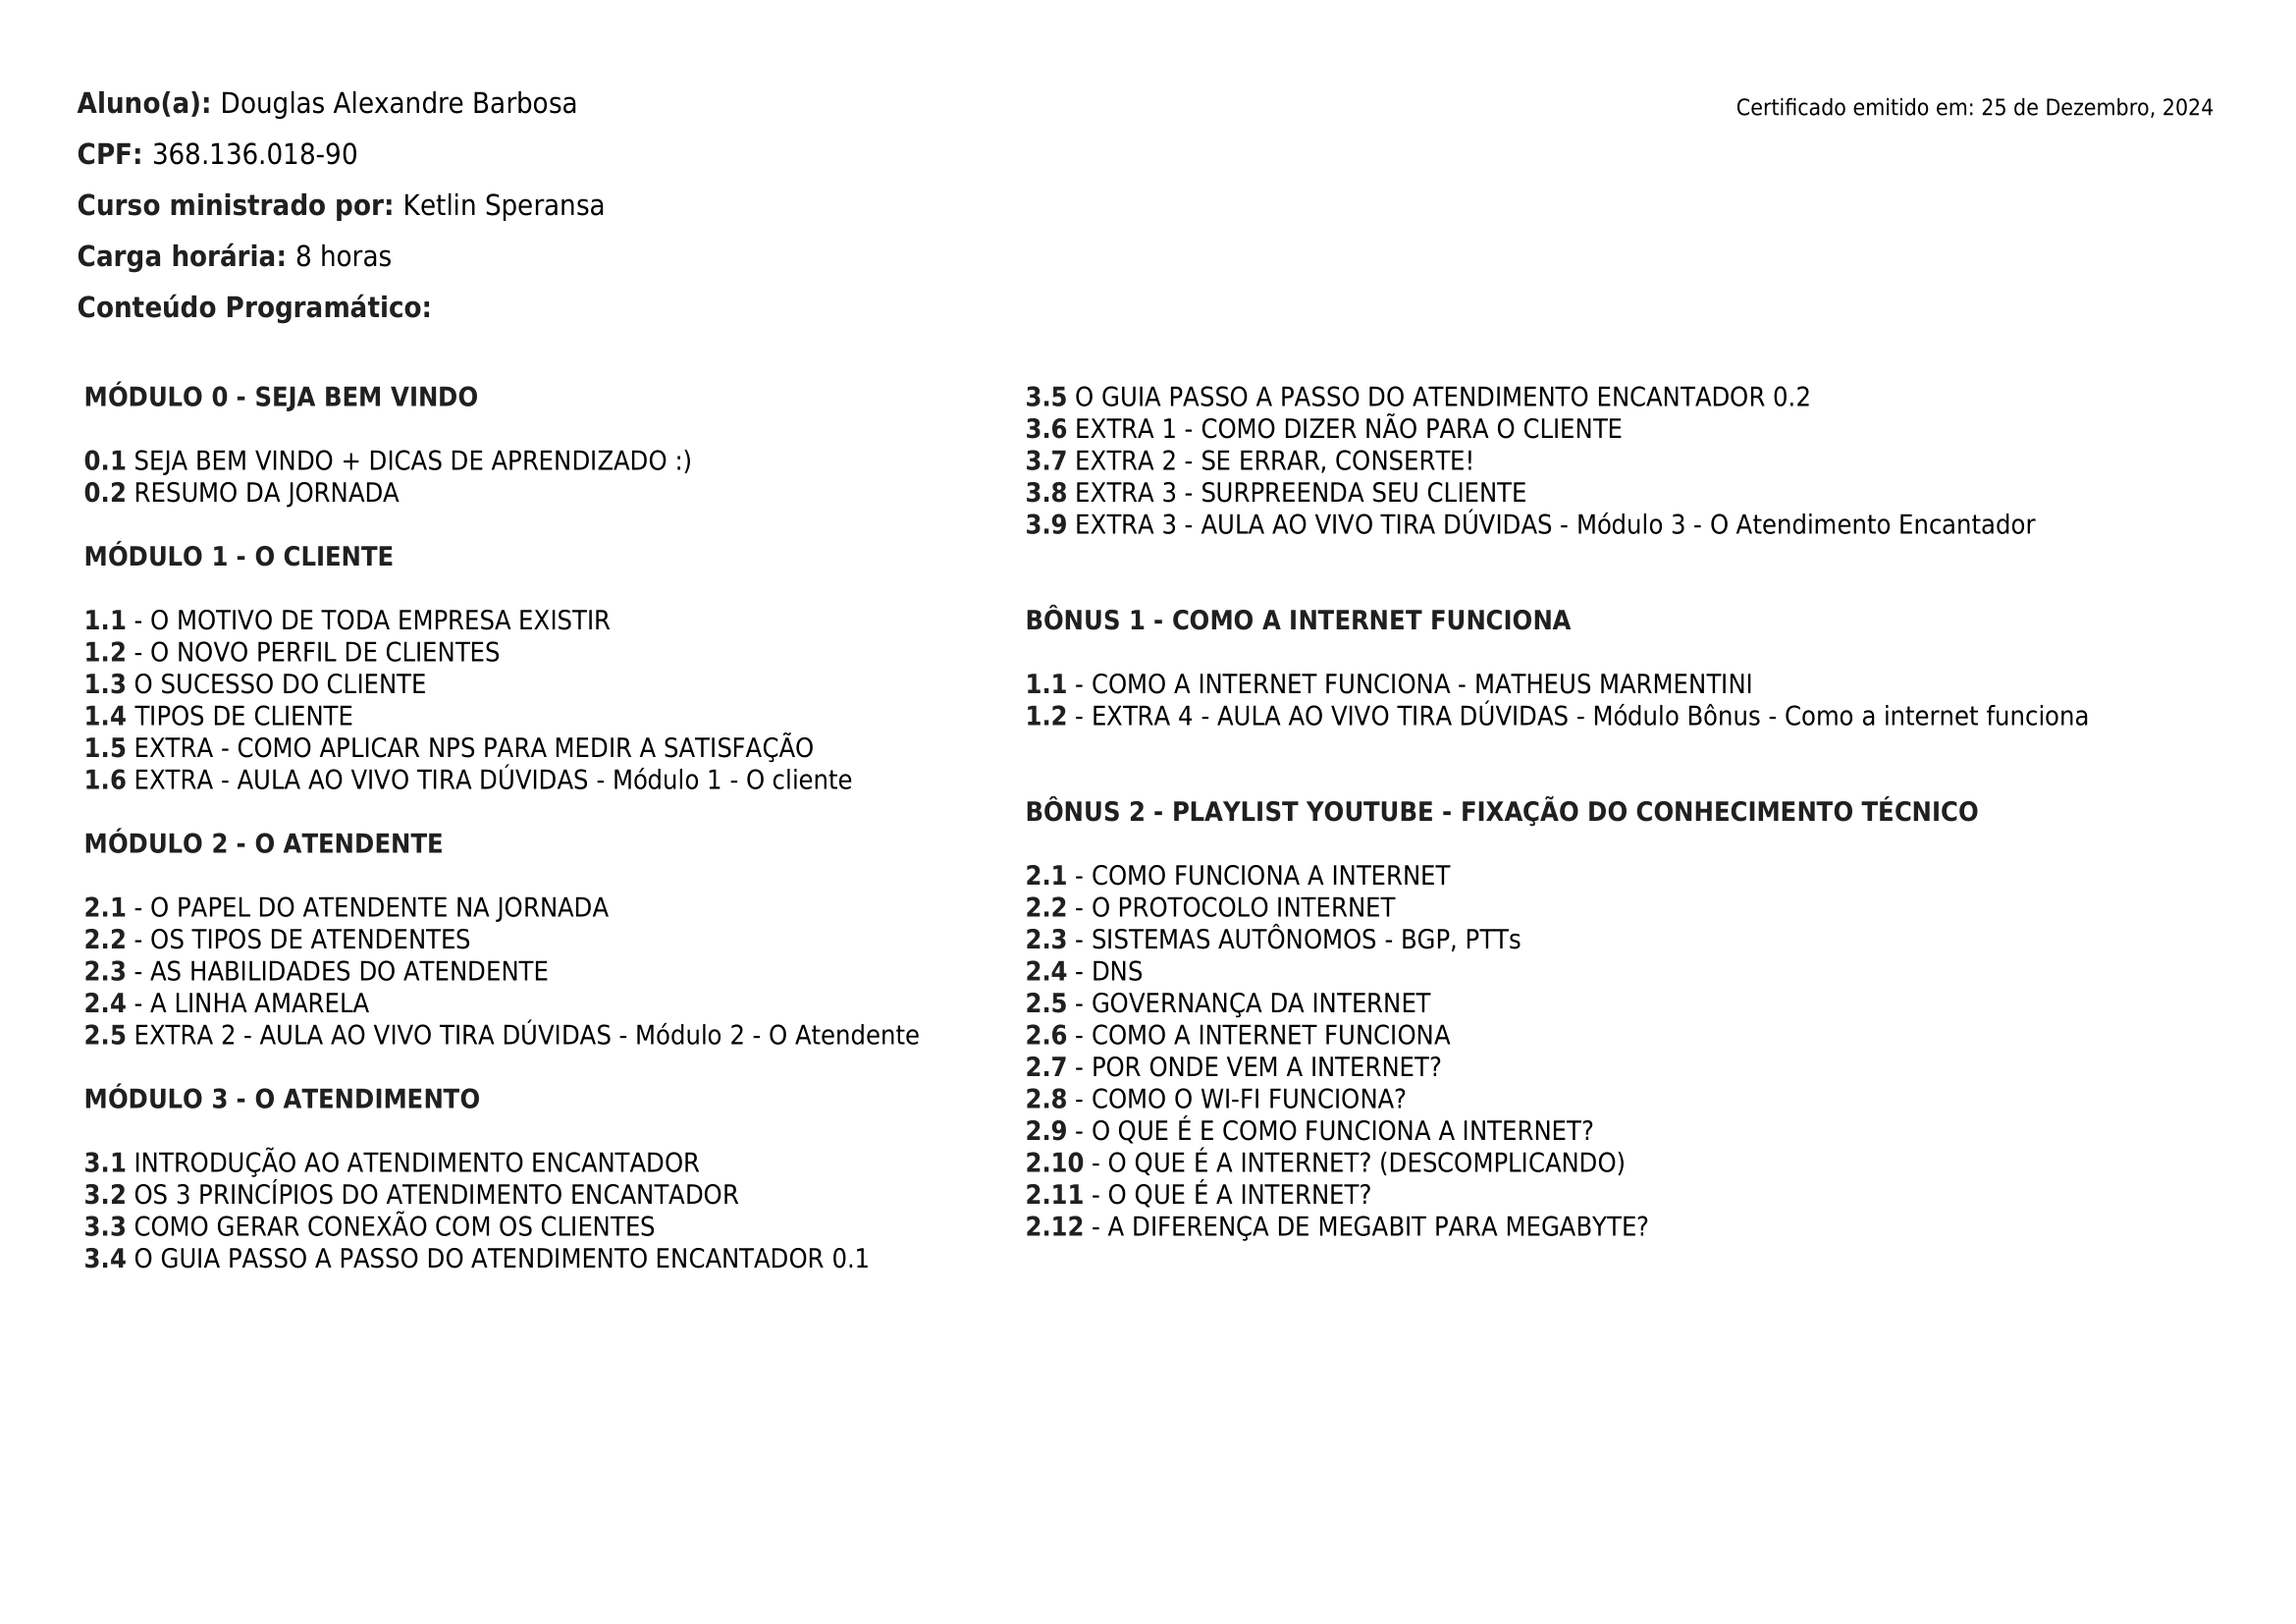 Aluno(a): Douglas Alexandre Barbosa
Certificado emitido em: 25 de Dezembro, 2024
CPF: 368.136.018-90
Curso ministrado por: Ketlin Speransa
Carga horária: 8 horas
Conteúdo Programático:
MÓDULO 0 - SEJA BEM VINDO
0.1 SEJA BEM VINDO + DICAS DE APRENDIZADO :)
0.2 RESUMO DA JORNADA
MÓDULO 1 - O CLIENTE
1.1 - O MOTIVO DE TODA EMPRESA EXISTIR
1.2 - O NOVO PERFIL DE CLIENTES
1.3 O SUCESSO DO CLIENTE
1.4 TIPOS DE CLIENTE
1.5 EXTRA - COMO APLICAR NPS PARA MEDIR A SATISFAÇÃO
1.6 EXTRA - AULA AO VIVO TIRA DÚVIDAS - Módulo 1 - O cliente
MÓDULO 2 - O ATENDENTE
2.1 - O PAPEL DO ATENDENTE NA JORNADA
2.2 - OS TIPOS DE ATENDENTES
2.3 - AS HABILIDADES DO ATENDENTE
2.4 - A LINHA AMARELA
2.5 EXTRA 2 - AULA AO VIVO TIRA DÚVIDAS - Módulo 2 - O Atendente
MÓDULO 3 - O ATENDIMENTO
3.1 INTRODUÇÃO AO ATENDIMENTO ENCANTADOR
3.2 OS 3 PRINCÍPIOS DO ATENDIMENTO ENCANTADOR
3.3 COMO GERAR CONEXÃO COM OS CLIENTES
3.4 O GUIA PASSO A PASSO DO ATENDIMENTO ENCANTADOR 0.1
3.5 O GUIA PASSO A PASSO DO ATENDIMENTO ENCANTADOR 0.2
3.6 EXTRA 1 - COMO DIZER NÃO PARA O CLIENTE
3.7 EXTRA 2 - SE ERRAR, CONSERTE!
3.8 EXTRA 3 - SURPREENDA SEU CLIENTE
3.9 EXTRA 3 - AULA AO VIVO TIRA DÚVIDAS - Módulo 3 - O Atendimento Encantador
BÔNUS 1 - COMO A INTERNET FUNCIONA
1.1 - COMO A INTERNET FUNCIONA - MATHEUS MARMENTINI
1.2 - EXTRA 4 - AULA AO VIVO TIRA DÚVIDAS - Módulo Bônus - Como a internet funciona
BÔNUS 2 - PLAYLIST YOUTUBE - FIXAÇÃO DO CONHECIMENTO TÉCNICO
2.1 - COMO FUNCIONA A INTERNET
2.2 - O PROTOCOLO INTERNET
2.3 - SISTEMAS AUTÔNOMOS - BGP, PTTs
2.4 - DNS
2.5 - GOVERNANÇA DA INTERNET
2.6 - COMO A INTERNET FUNCIONA
2.7 - POR ONDE VEM A INTERNET?
2.8 - COMO O WI-FI FUNCIONA?
2.9 - O QUE É E COMO FUNCIONA A INTERNET?
2.10 - O QUE É A INTERNET? (DESCOMPLICANDO)
2.11 - O QUE É A INTERNET?
2.12 - A DIFERENÇA DE MEGABIT PARA MEGABYTE?